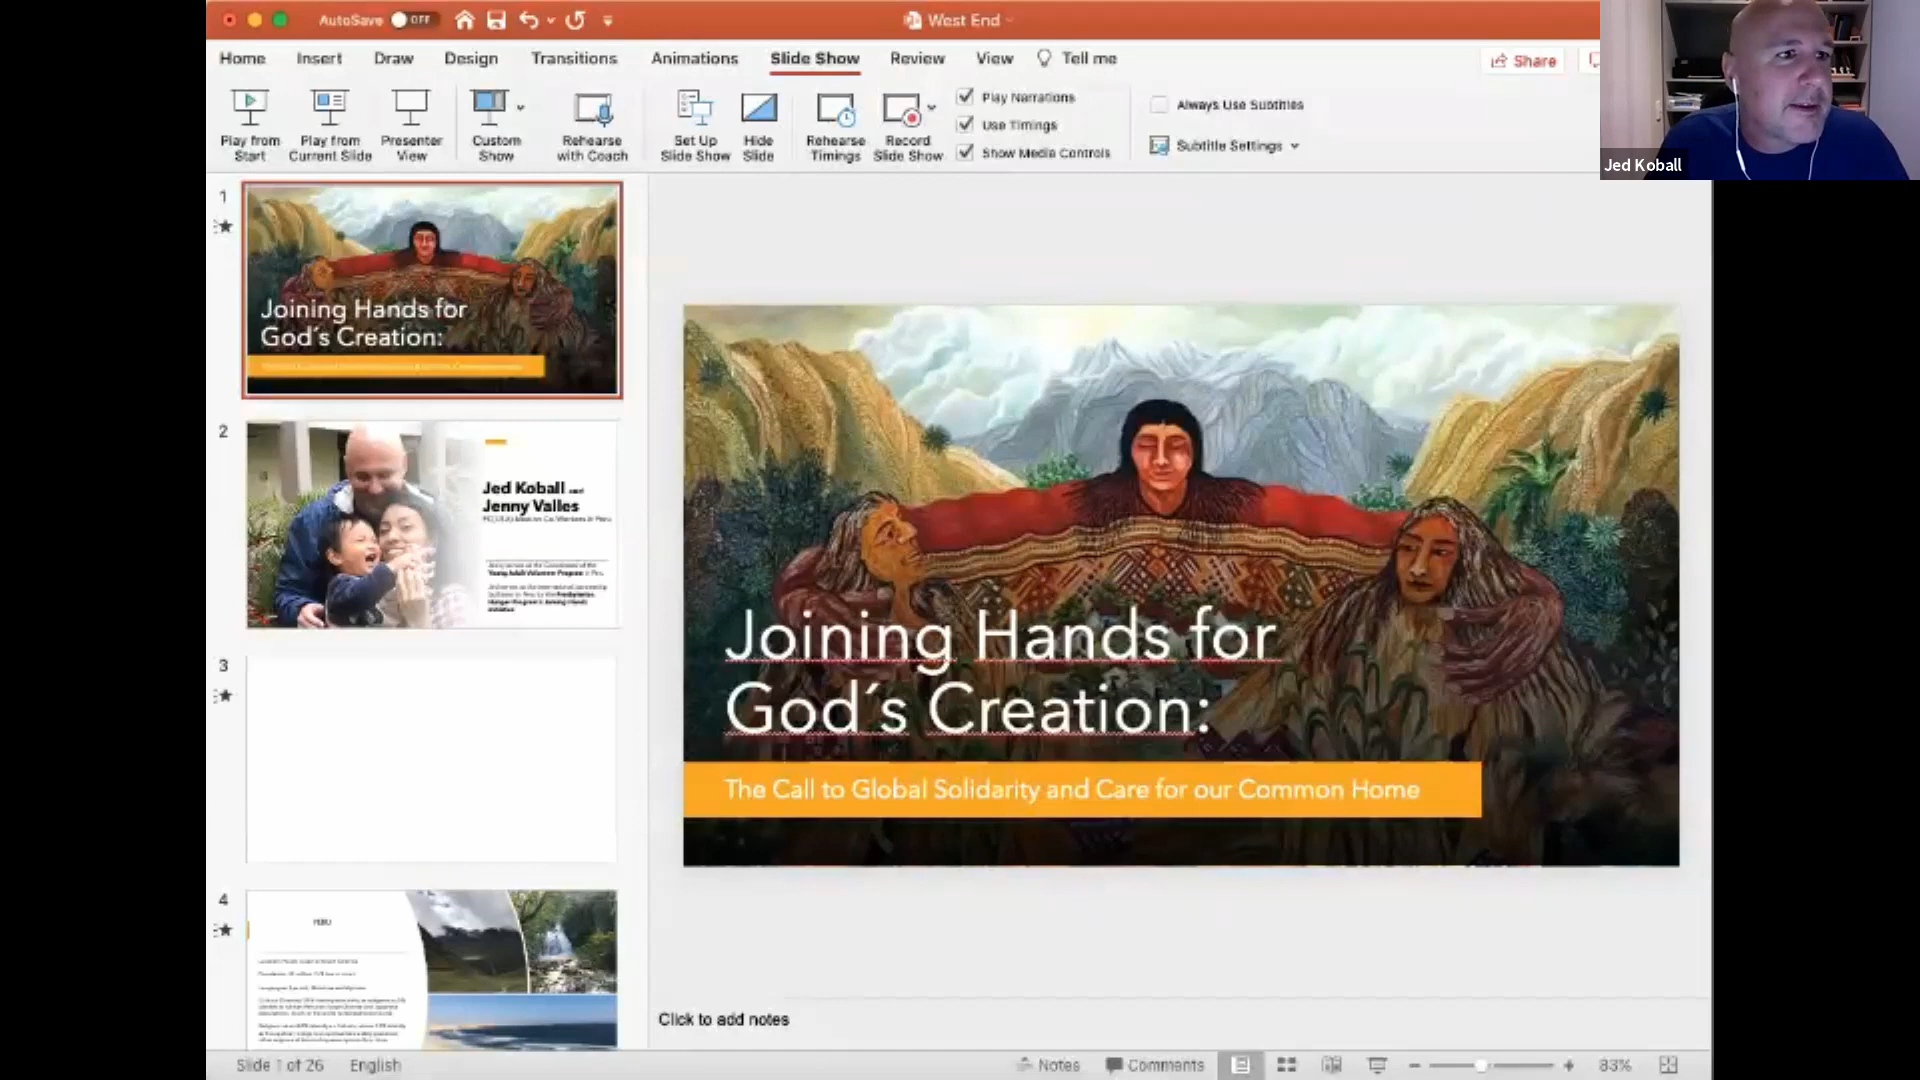 AutoSave OFF
West End
Home Insert Draw Design Transitions Animations Slide Show Review View Tell me
Share
Play from Start
Play from Current Slide
Presenter View
Custom Show
Rehearse with Coach
Set Up Slide Show
Hide Slide
Rehearse Timings
Record Slide Show
Play Narrations
Use Timings
Show Media Controls
Always Use Subtitles
Subtitle Settings
Jed Koball
1
Joining Hands for
God´s Creation:
2
Jed Koball and
Jenny Valles
3
4
PERU
Joining Hands for
God´s Creation:
The Call to Global Solidarity and Care for our Common Home
Click to add notes
Slide 1 of 26 English
Notes Comments 83%